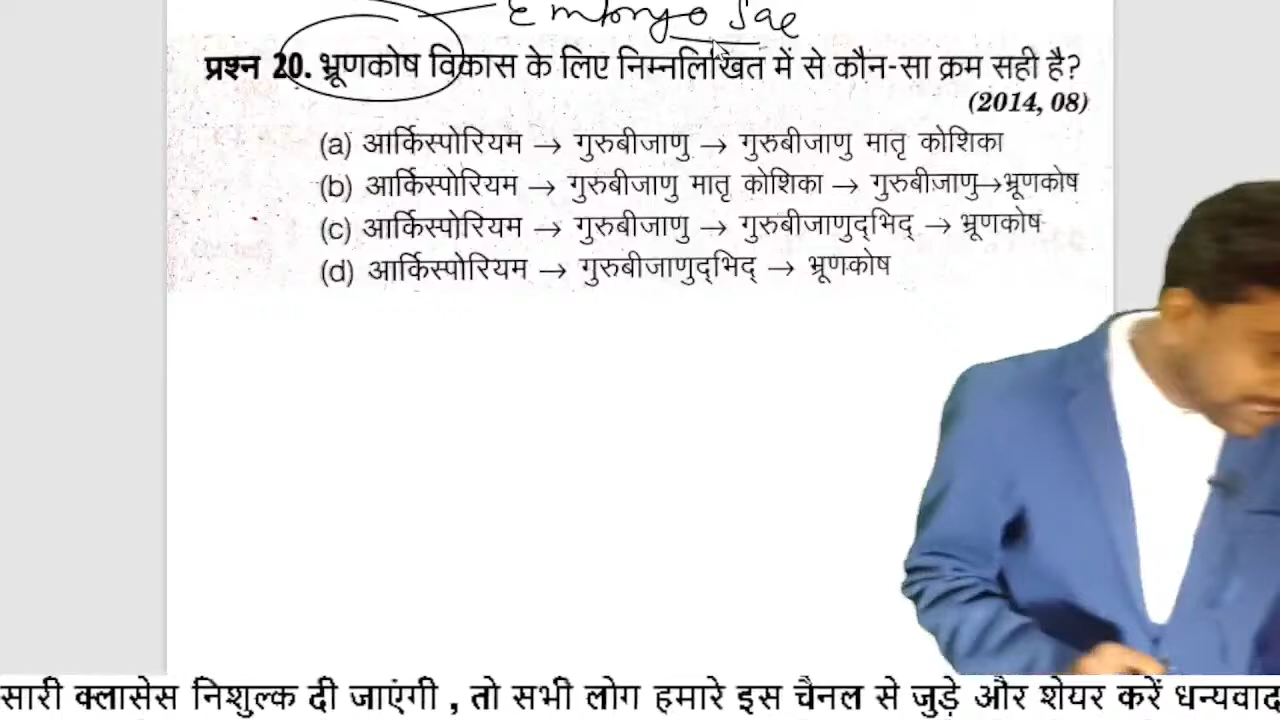 Embryo Sac
प्रश्न 20. भ्रूणकोष विकास के लिए निम्नलिखित में से कौन-सा क्रम सही है?
(2014, 08)
(a) आर्किस्पोरियम → गुरुबीजाणु → गुरुबीजाणु मातृ कोशिका
(b) आर्किस्पोरियम → गुरुबीजाणु मातृ कोशिका → गुरुबीजाणु→भ्रूणकोष
(c) आर्किस्पोरियम → गुरुबीजाणु → गुरुबीजाणुद्भिद् → भ्रूणकोष
(d) आर्किस्पोरियम → गुरुबीजाणुद्भिद् → भ्रूणकोष
सारी क्लासेस निशुल्क दी जाएंगी , तो सभी लोग हमारे इस चैनल से जुड़े और शेयर करें धन्यवाद